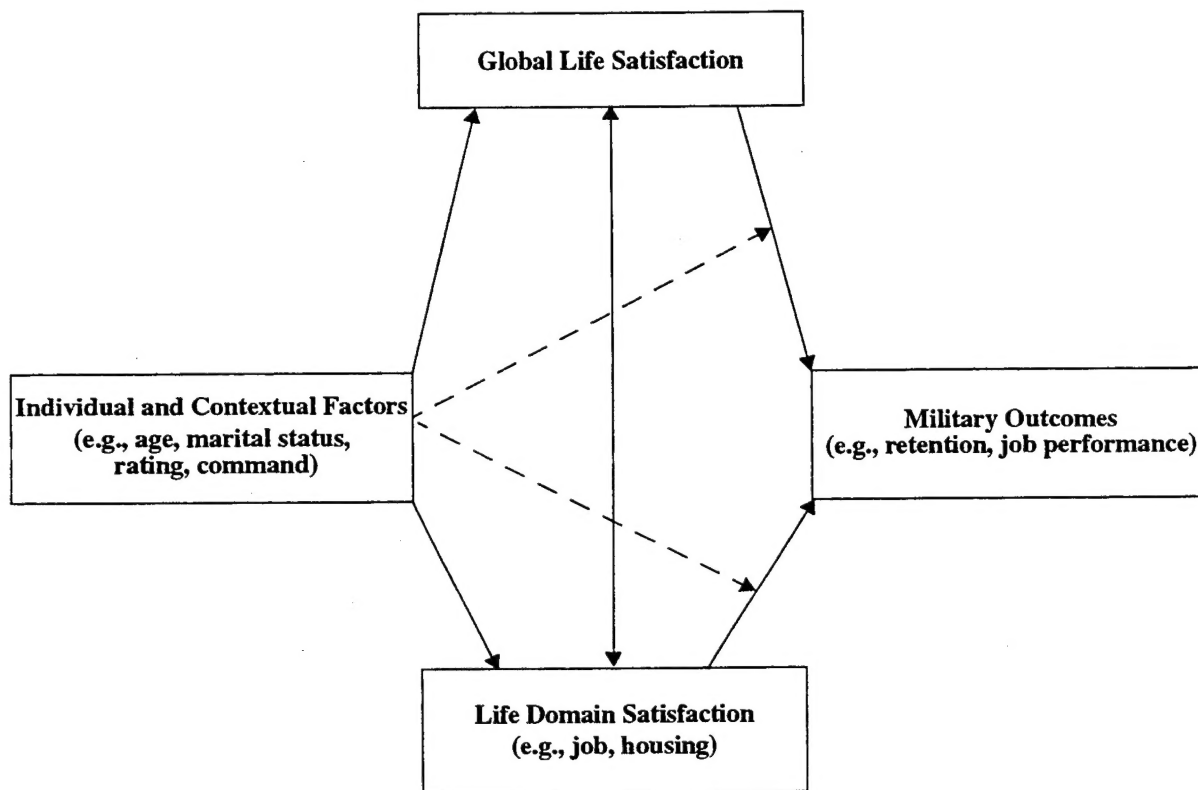 Global Life Satisfaction
Individual and Contextual Factors
(e.g., age, marital status,
rating, command)
Military Outcomes
(e.g., retention, job performance)
Life Domain Satisfaction
(e.g., job, housing)